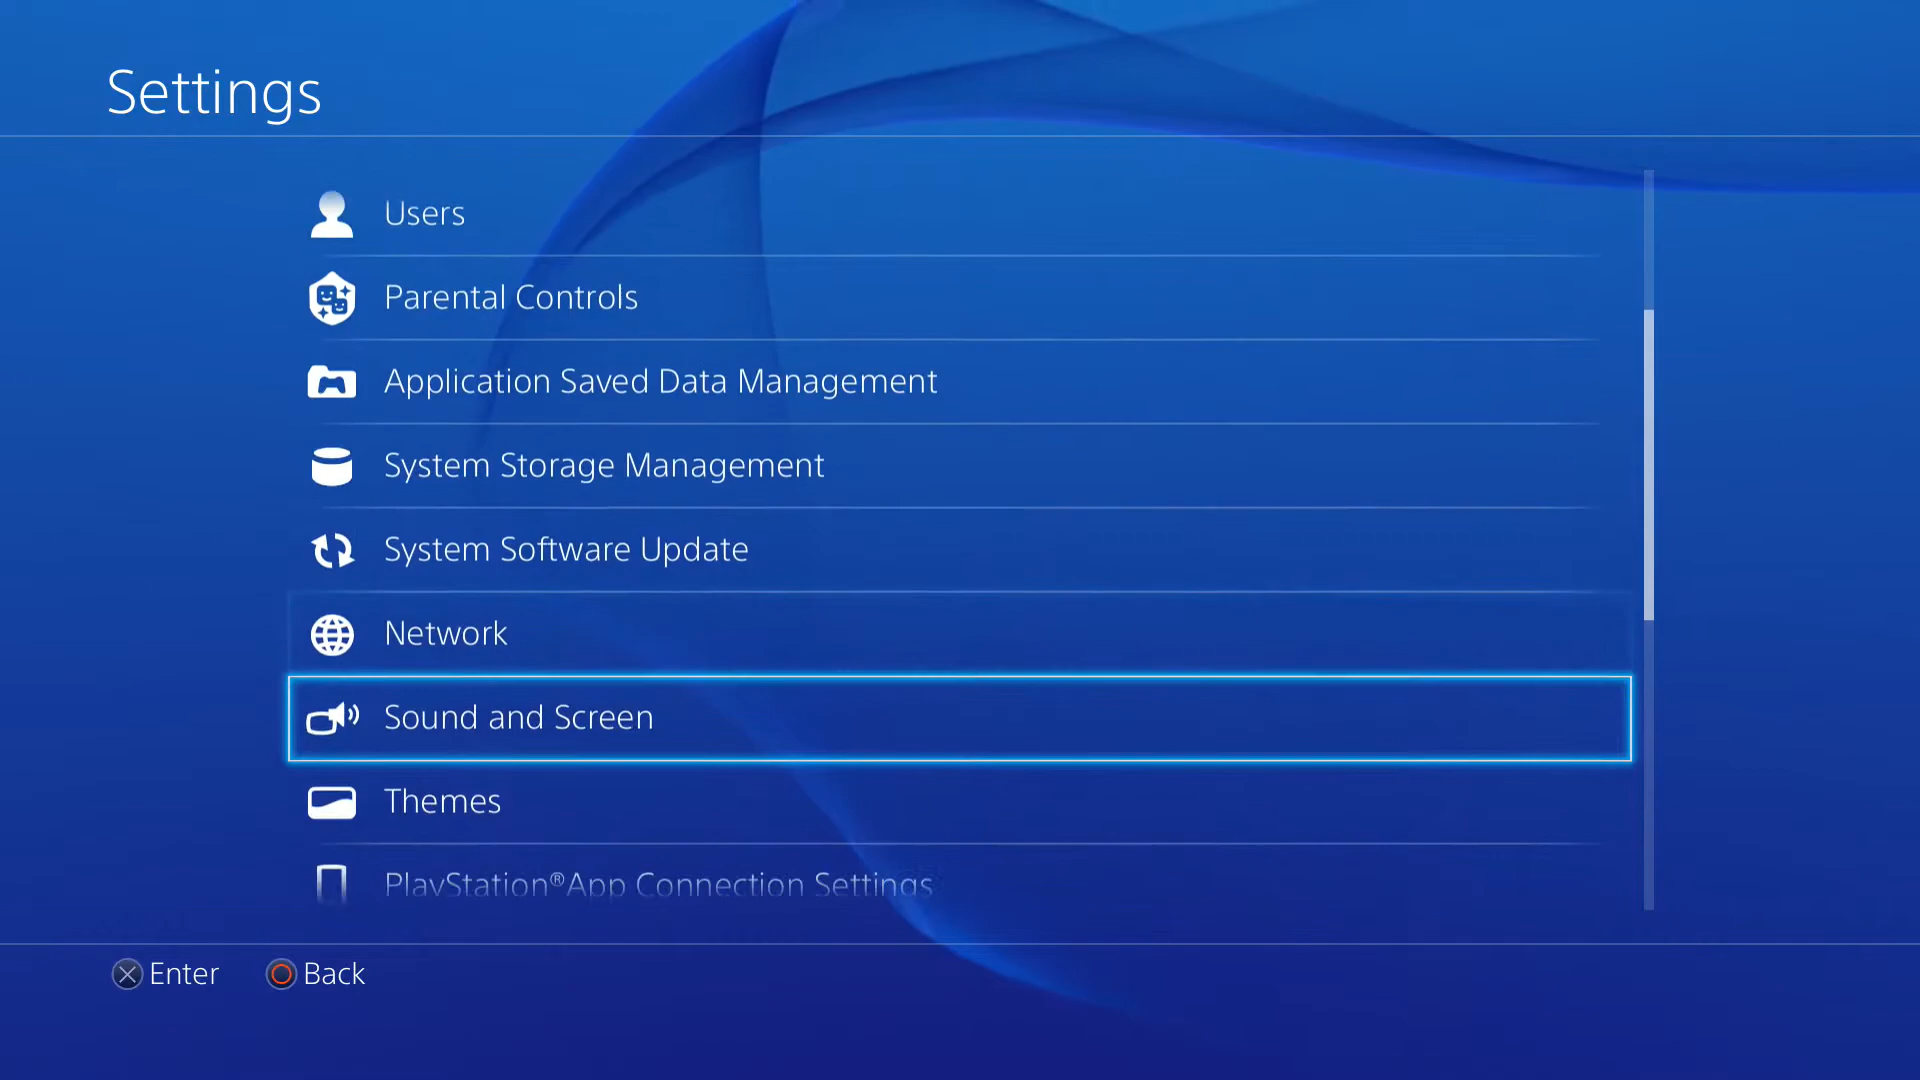 Settings
Users
Parental Controls
Application Saved Data Management
System Storage Management
System Software Update
Network
Sound and Screen
Themes
PlayStation®App Connection Settings
Enter
Back